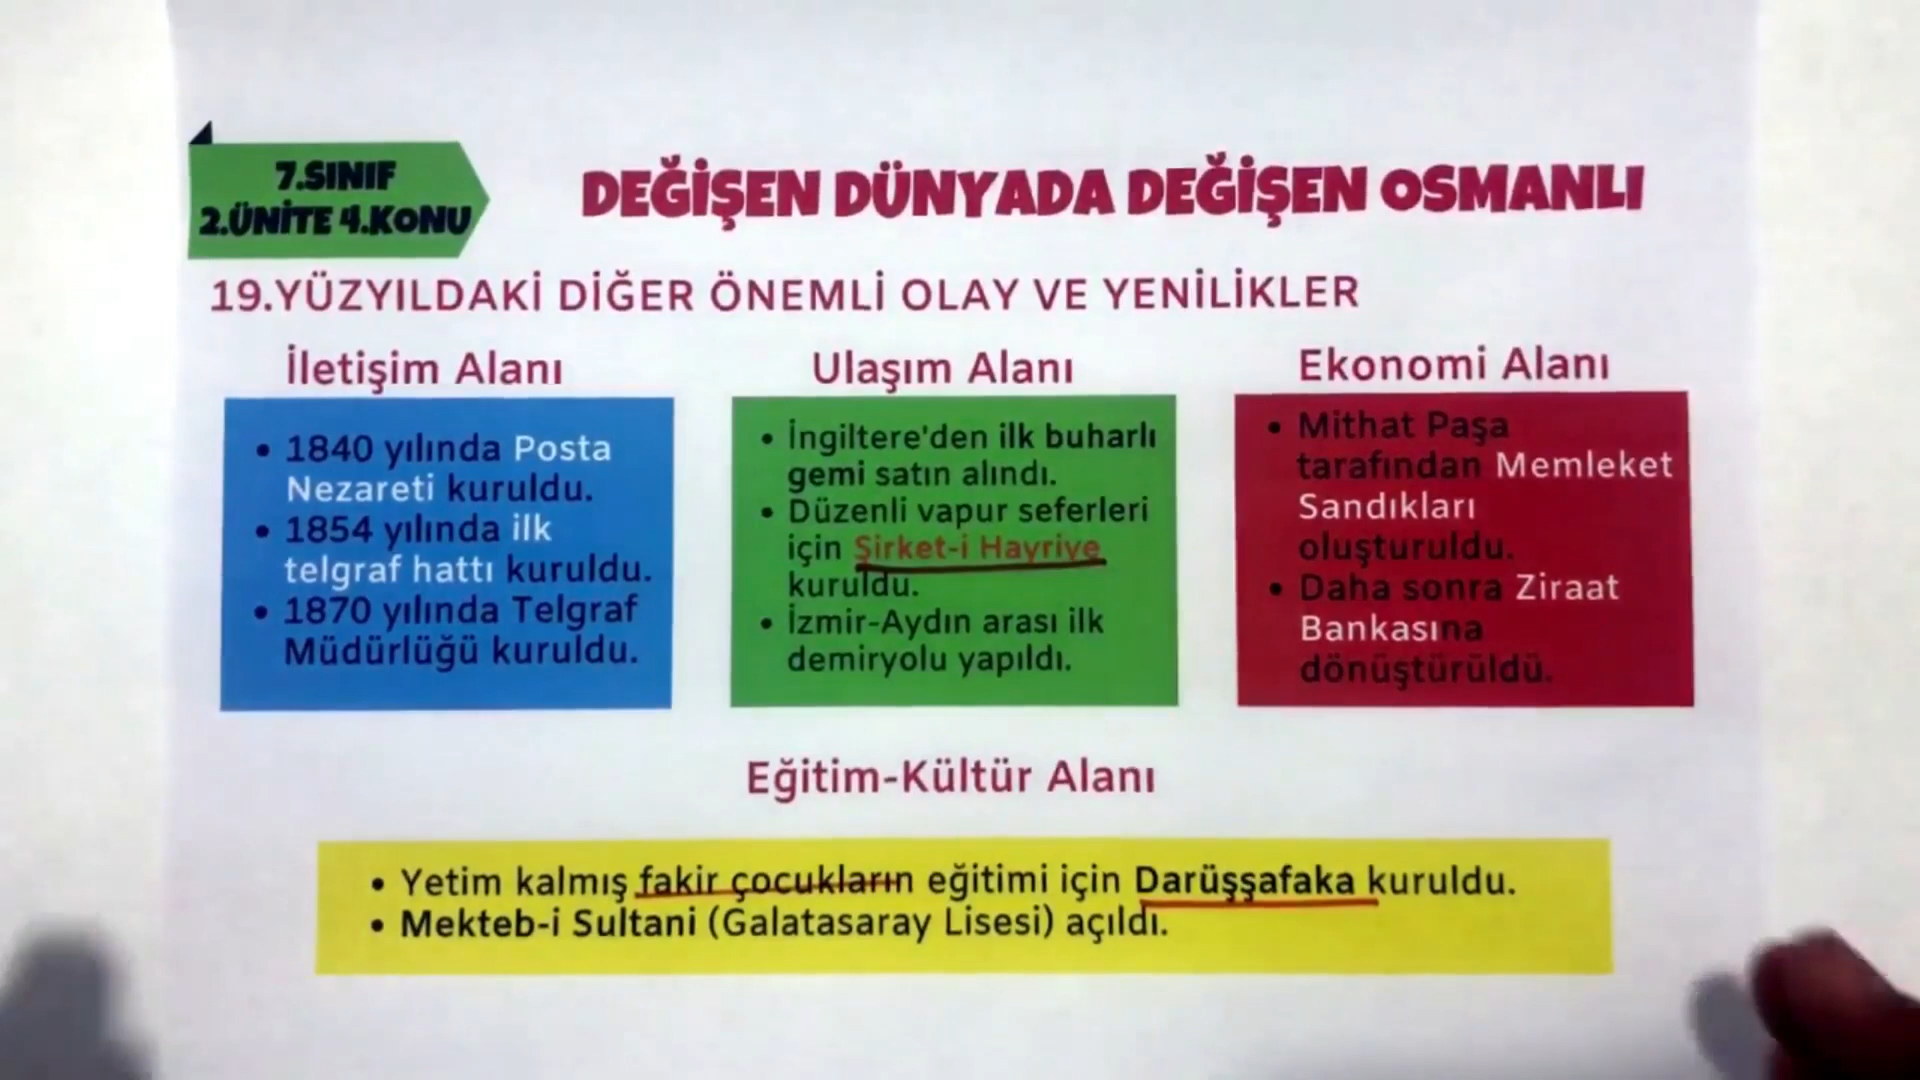 7.SINIF
2.ÜNİTE 4.KONU
DEĞİŞEN DÜNYADA DEĞİŞEN OSMANLI
19.YÜZYILDAKİ DİĞER ÖNEMLİ OLAY VE YENİLİKLER
İletişim Alanı
• 1840 yılında Posta
Nezareti kuruldu.
• 1854 yılında ilk
telgraf hattı kuruldu.
• 1870 yılında Telgraf
Müdürlüğü kuruldu.
Ulaşım Alanı
• İngiltere'den ilk buharlı
gemi satın alındı.
• Düzenli vapur seferleri
için Şirket-i Hayriye
kuruldu.
• İzmir-Aydın arası ilk
demiryolu yapıldı.
Ekonomi Alanı
• Mithat Paşa
tarafından Memleket
Sandıkları
oluşturuldu.
• Daha sonra Ziraat
Bankasına
dönüştürüldü.
Eğitim-Kültür Alanı
• Yetim kalmış fakir çocukların eğitimi için Darüşşafaka kuruldu.
• Mekteb-i Sultani (Galatasaray Lisesi) açıldı.